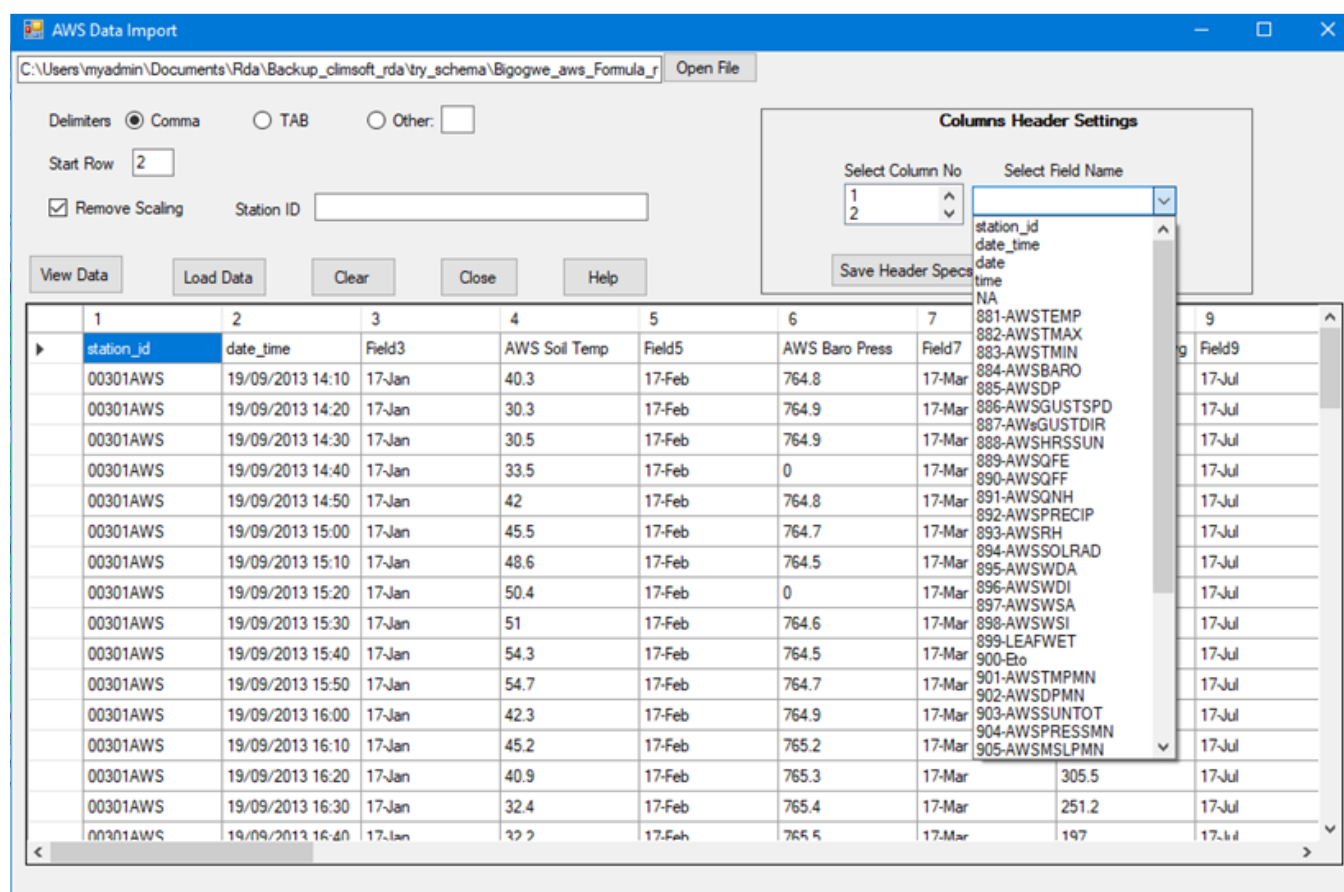 AWS Data Import
C:\Users\myadmin\Documents\Rda\Backup_climsoft_rda\try_schema\Bigogwe_aws_Formula_r Open File
Delimiters Comma TAB Other:
Columns Header Settings
Start Row 2
Select Column No Select Field Name
1
2
Remove Scaling Station ID
View Data Load Data Clear Close Help
Save Header Specs
station_id
date_time
date
time
NA
881-AWSTEMP
882-AWSTMAX
883-AWSTMIN
884-AWSBARO
885-AWSDP
886-AWSGUSTSPD
887-AWsGUSTDIR
888-AWSHRSSUN
889-AWSQFE
890-AWSQFF
891-AWSQNH
892-AWSPRECIP
893-AWSRH
894-AWSSOLRAD
895-AWSWDA
896-AWSWDI
897-AWSWSA
898-AWSWSI
899-LEAFWET
900-Eto
901-AWSTMPMN
902-AWSDPMN
903-AWSSUNTOT
904-AWSPRESSMN
905-AWSMSLPMN
1 2 3 4 5 6 7 9
station_id date_time Field3 AWS Soil Temp Field5 AWS Baro Press Field7 Field9
00301AWS 19/09/2013 14:10 17-Jan 40.3 17-Feb 764.8 17-Mar 17-Jul
00301AWS 19/09/2013 14:20 17-Jan 30.3 17-Feb 764.9 17-Mar 17-Jul
00301AWS 19/09/2013 14:30 17-Jan 30.5 17-Feb 764.9 17-Mar 17-Jul
00301AWS 19/09/2013 14:40 17-Jan 33.5 17-Feb 0 17-Mar 17-Jul
00301AWS 19/09/2013 14:50 17-Jan 42 17-Feb 764.8 17-Mar 17-Jul
00301AWS 19/09/2013 15:00 17-Jan 45.5 17-Feb 764.7 17-Mar 17-Jul
00301AWS 19/09/2013 15:10 17-Jan 48.6 17-Feb 764.5 17-Mar 17-Jul
00301AWS 19/09/2013 15:20 17-Jan 50.4 17-Feb 0 17-Mar 17-Jul
00301AWS 19/09/2013 15:30 17-Jan 51 17-Feb 764.6 17-Mar 17-Jul
00301AWS 19/09/2013 15:40 17-Jan 54.3 17-Feb 764.5 17-Mar 17-Jul
00301AWS 19/09/2013 15:50 17-Jan 54.7 17-Feb 764.7 17-Mar 17-Jul
00301AWS 19/09/2013 16:00 17-Jan 42.3 17-Feb 764.9 17-Mar 17-Jul
00301AWS 19/09/2013 16:10 17-Jan 45.2 17-Feb 765.2 17-Mar 17-Jul
00301AWS 19/09/2013 16:20 17-Jan 40.9 17-Feb 765.3 17-Mar 305.5 17-Jul
00301AWS 19/09/2013 16:30 17-Jan 32.4 17-Feb 765.4 17-Mar 251.2 17-Jul
00301AWS 19/09/2013 16:40 17-Jan 32.2 17-Feb 765.5 17-Mar 197 17-Jul